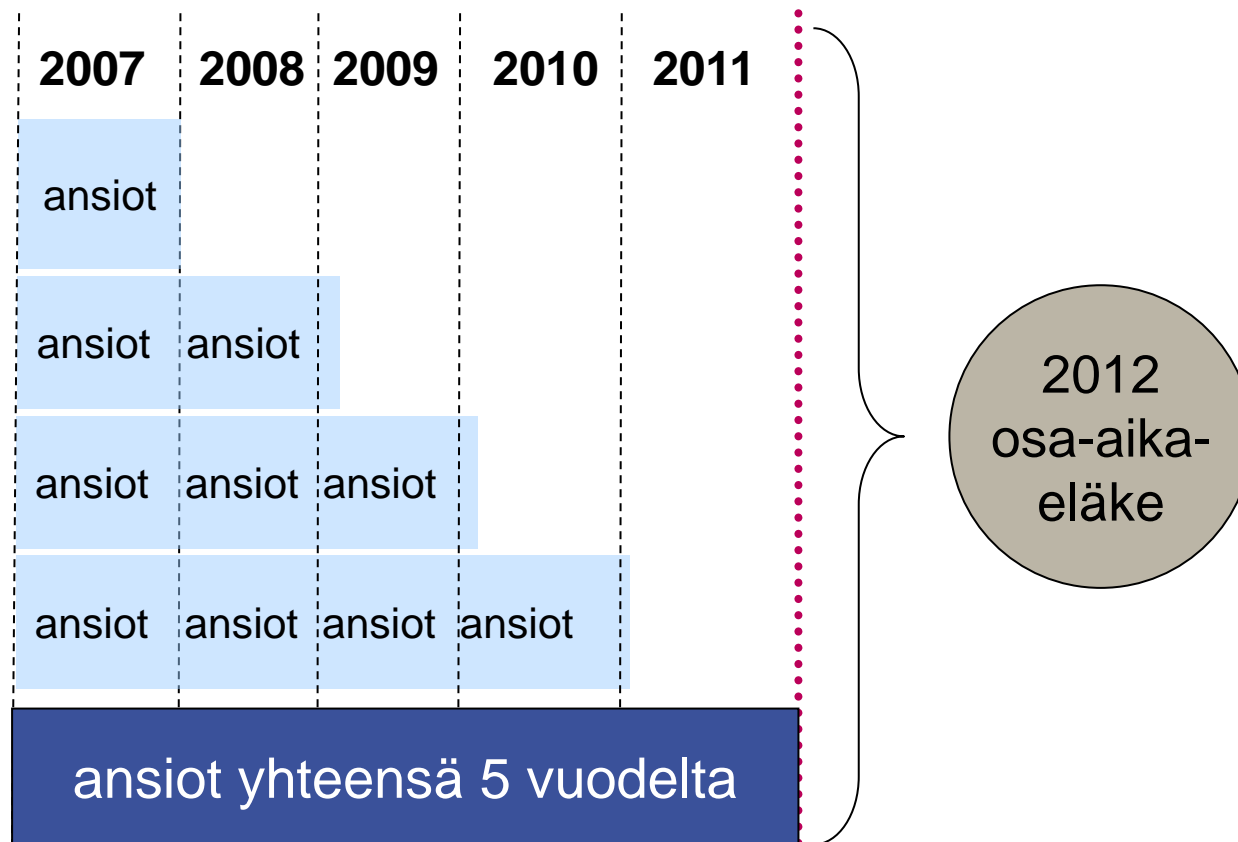 2007 2008 2009 2010 2011
ansiot
ansiot ansiot
ansiot ansiot ansiot
ansiot ansiot ansiot ansiot
ansiot yhteensä 5 vuodelta
2012
osa-aika-
eläke